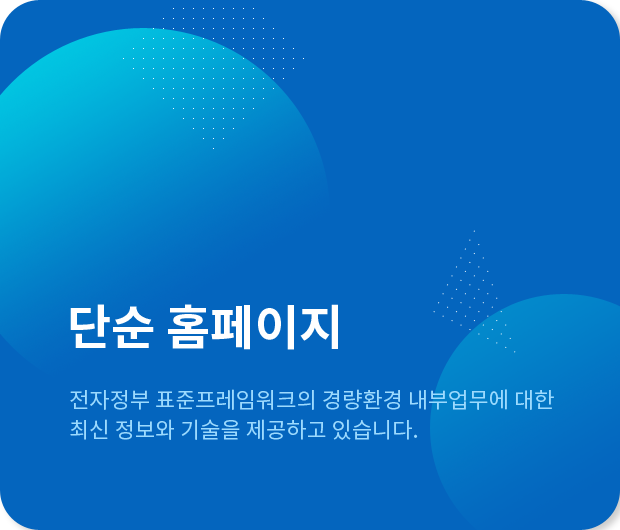 단순 홈페이지
전자정부 표준프레임워크의 경량환경 내부업무에 대한
최신 정보와 기술을 제공하고 있습니다.